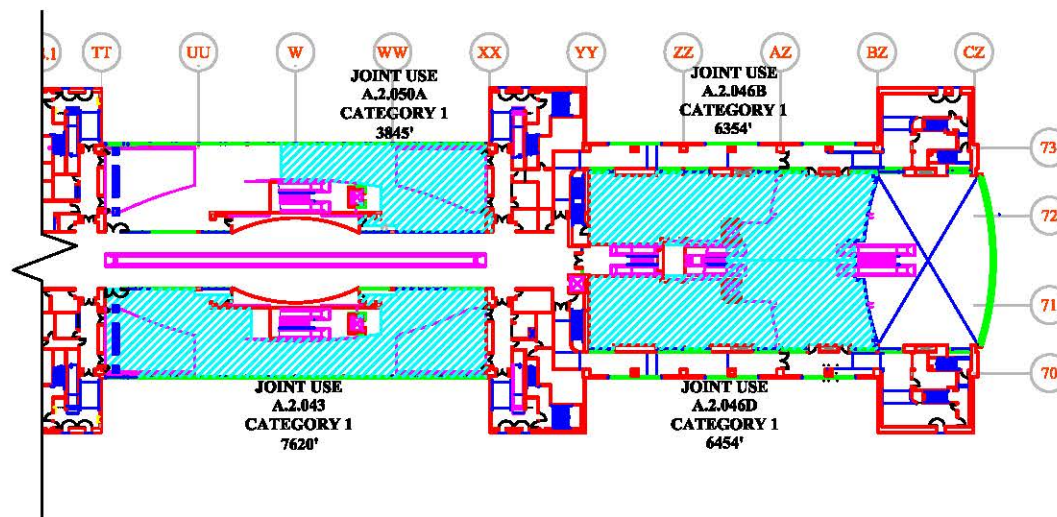 .1
TT
UU
W
WW
XX
YY
ZZ
AZ
BZ
CZ
JOINT USE
A.2.050A
CATEGORY 1
3845'
JOINT USE
A.2.046B
CATEGORY 1
6354'
73
72
71
70
JOINT USE
A.2.043
CATEGORY 1
7620'
JOINT USE
A.2.046D
CATEGORY 1
6454'